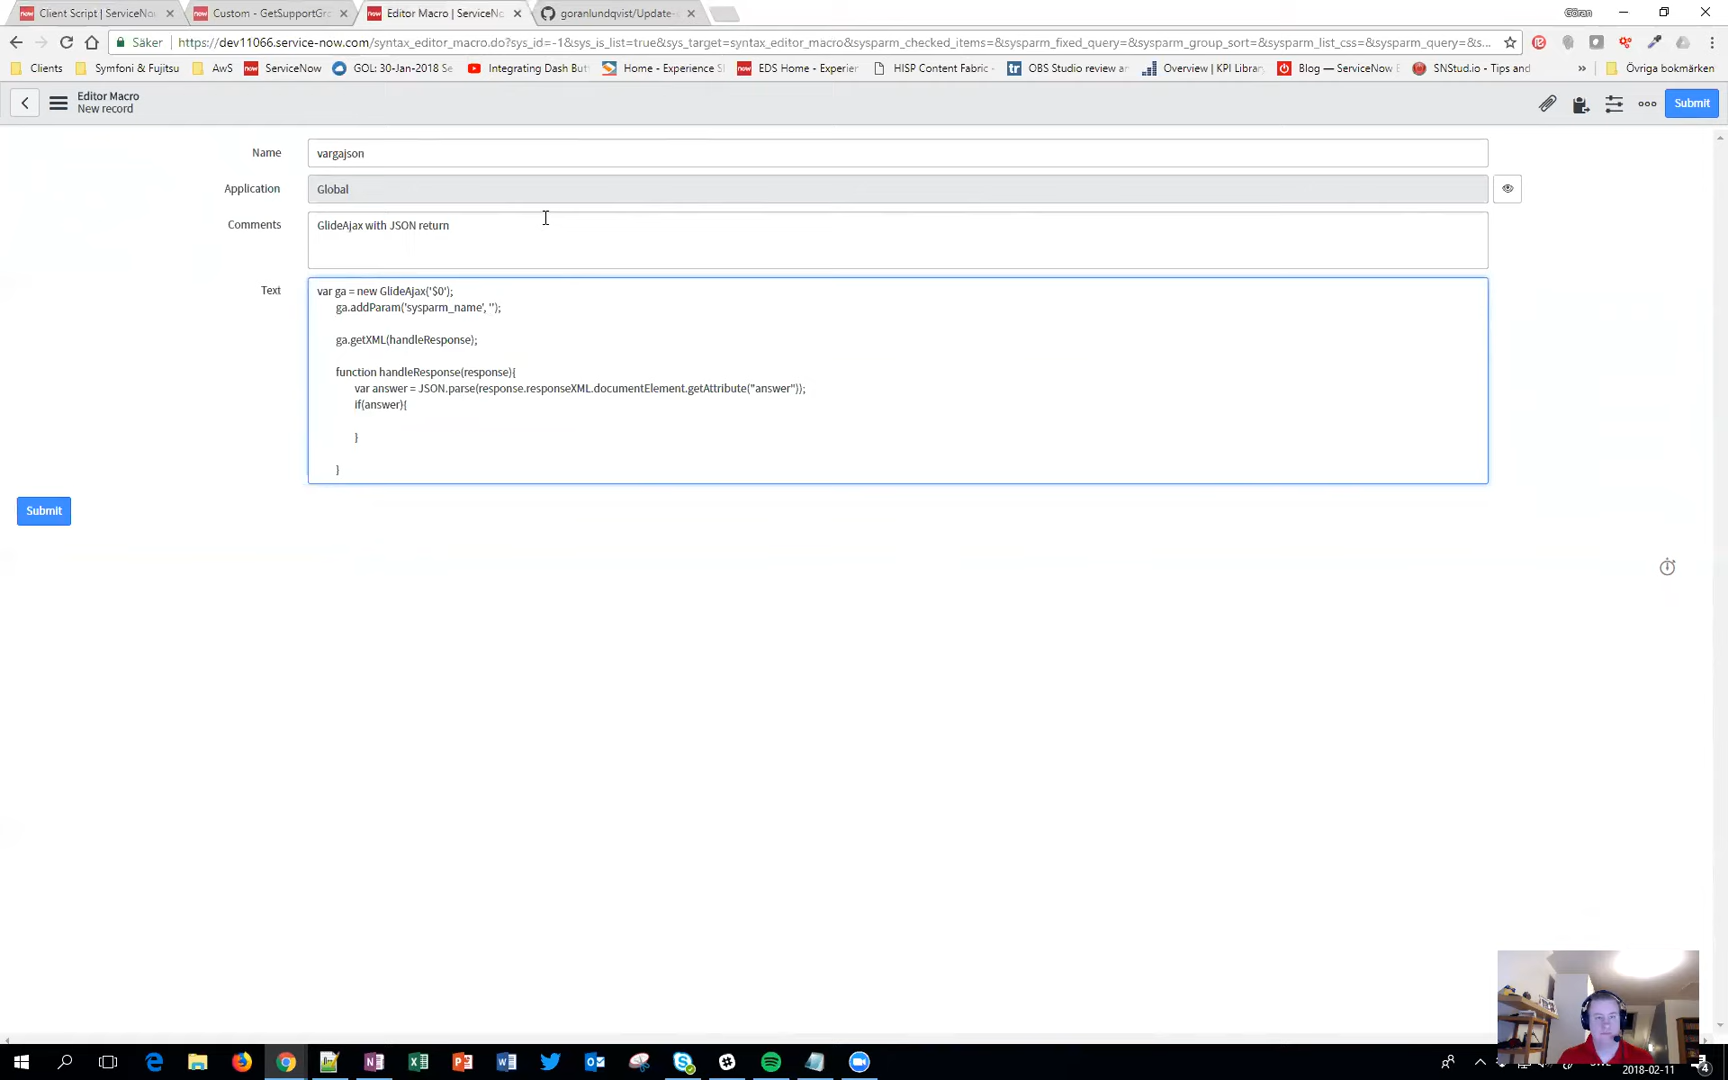 Client Script | ServiceNo
Custom - GetSupportGro
Editor Macro | ServiceNo
goranlundqvist/Update-
Göran
Säker
https://dev11066.service-now.com/syntax_editor_macro.do?sys_id=-1&sys_is_list=true&sys_target=syntax_editor_macro&sysparm_checked_items=&sysparm_fixed_query=&sysparm_group_sort=&sysparm_list_css=&sysparm_query=&s...
Clients
Symfoni & Fujitsu
AwS
ServiceNow
GOL: 30-Jan-2018 Se
Integrating Dash But
Home - Experience S
EDS Home - Experier
HISP Content Fabric
OBS Studio review ar
Overview | KPI Librar
Blog — ServiceNow E
SNStud.io - Tips and
»
Övriga bokmärken
Editor Macro
New record
Submit
Name
vargajson
Application
Global
Comments
GlideAjax with JSON return
Text
var ga = new GlideAjax('$0');
ga.addParam('sysparm_name', '');
ga.getXML(handleResponse);
function handleResponse(response){
var answer = JSON.parse(response.responseXML.documentElement.getAttribute("answer"));
if(answer){
}
}
Submit
2018-02-11
4